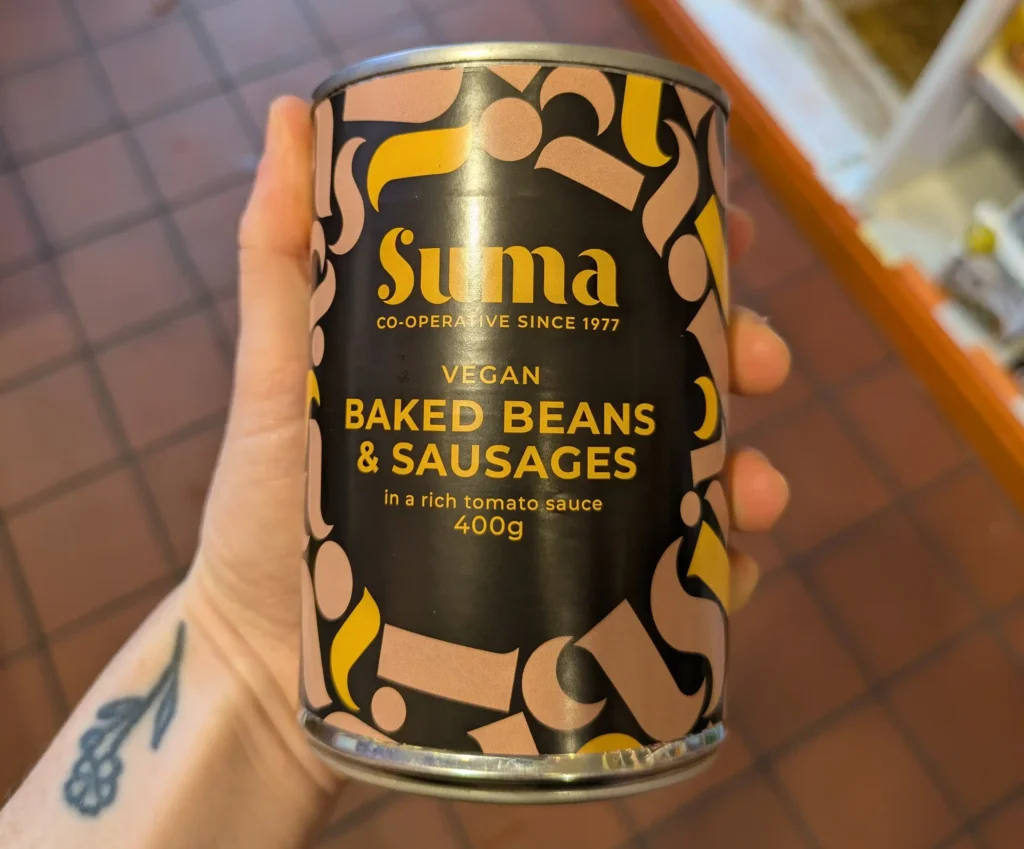 Suma
CO-OPERATIVE SINCE 1977
VEGAN
BAKED BEANS
& SAUSAGES
in a rich tomato sauce
400g